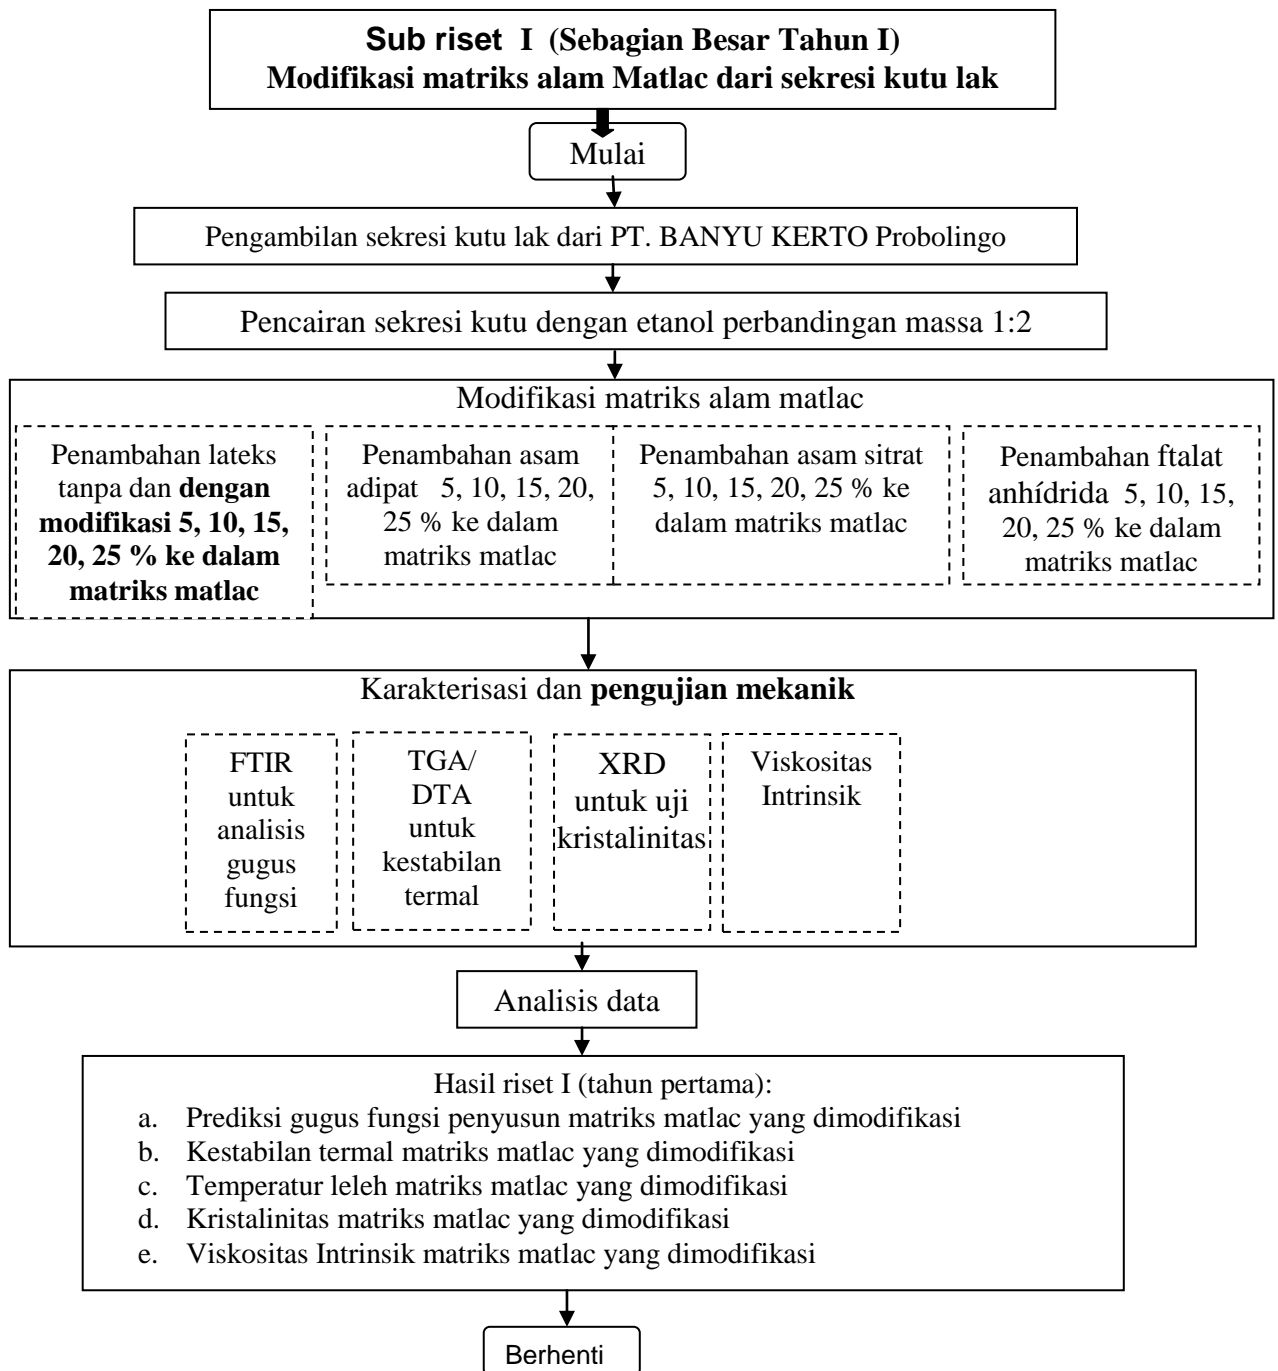 Sub riset I (Sebagian Besar Tahun I)
Modifikasi matriks alam Matlac dari sekresi kutu lak
Mulai
Pengambilan sekresi kutu lak dari PT. BANYU KERTO Probolingo
Pencairan sekresi kutu dengan etanol perbandingan massa 1:2
Modifikasi matriks alam matlac
Penambahan lateks
tanpa dan dengan
modifikasi 5, 10, 15,
20, 25 % ke dalam
matriks matlac
Penambahan asam
adipat 5, 10, 15, 20,
25 % ke dalam
matriks matlac
Penambahan asam sitrat
5, 10, 15, 20, 25 % ke
dalam matriks matlac
Penambahan ftalat
anhídrida 5, 10, 15,
20, 25 % ke dalam
matriks matlac
Karakterisasi dan pengujian mekanik
FTIR
untuk
analisis
gugus
fungsi
TGA/
DTA
untuk
kestabilan
termal
XRD
untuk uji
kristalinitas
Viskositas
Intrinsik
Analisis data
Hasil riset I (tahun pertama):
a. Prediksi gugus fungsi penyusun matriks matlac yang dimodifikasi
b. Kestabilan termal matriks matlac yang dimodifikasi
c. Temperatur leleh matriks matlac yang dimodifikasi
d. Kristalinitas matriks matlac yang dimodifikasi
e. Viskositas Intrinsik matriks matlac yang dimodifikasi
Berhenti